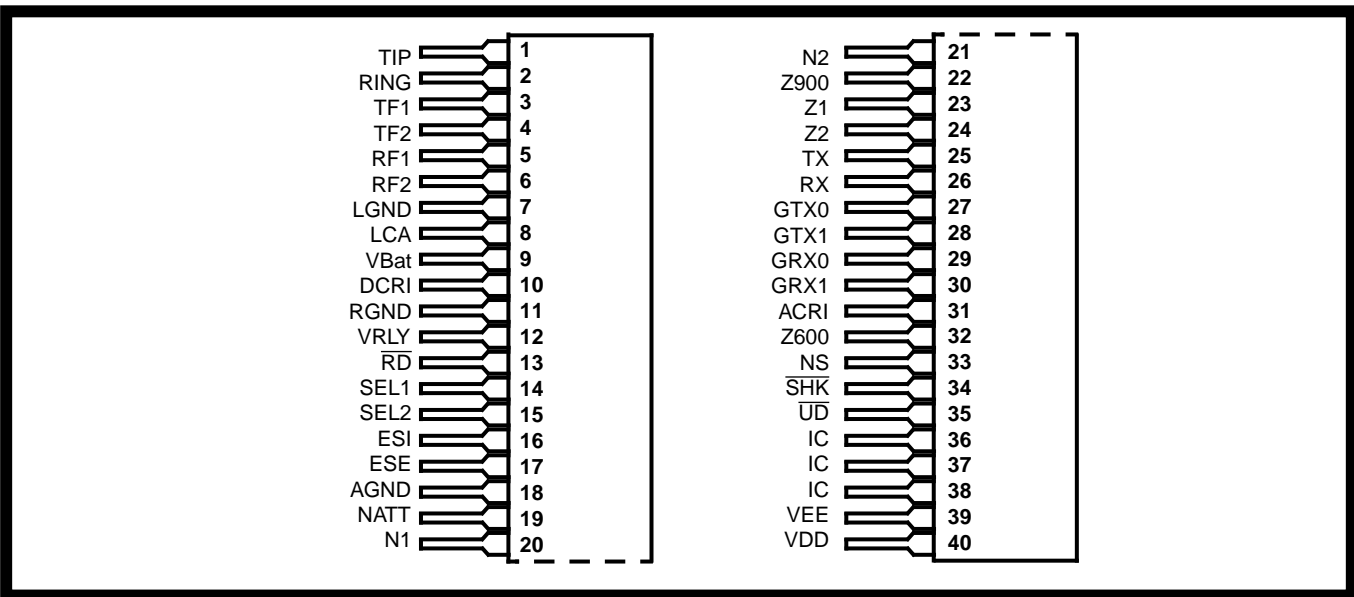 TIP 1
RING 2
TF1 3
TF2 4
RF1 5
RF2 6
LGND 7
LCA 8
VBat 9
DCRI 10
RGND 11
VRLY 12
R̅D̅ 13
SEL1 14
SEL2 15
ESI 16
ESE 17
AGND 18
NATT 19
N1 20
N2 21
Z900 22
Z1 23
Z2 24
TX 25
RX 26
GTX0 27
GTX1 28
GRX0 29
GRX1 30
ACRI 31
Z600 32
NS 33
S̅H̅K̅ 34
U̅D̅ 35
IC 36
IC 37
IC 38
VEE 39
VDD 40